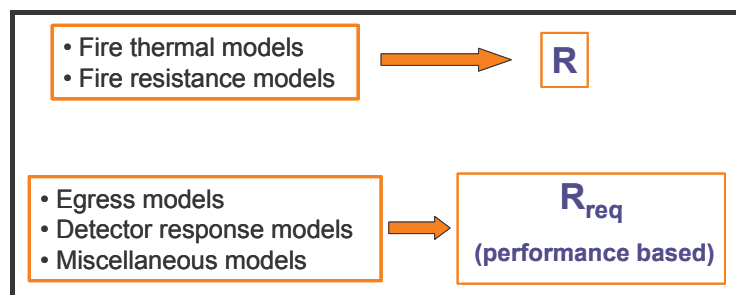 • Fire thermal models
• Fire resistance models
R
• Egress models
• Detector response models
• Miscellaneous models
Rreq
(performance based)